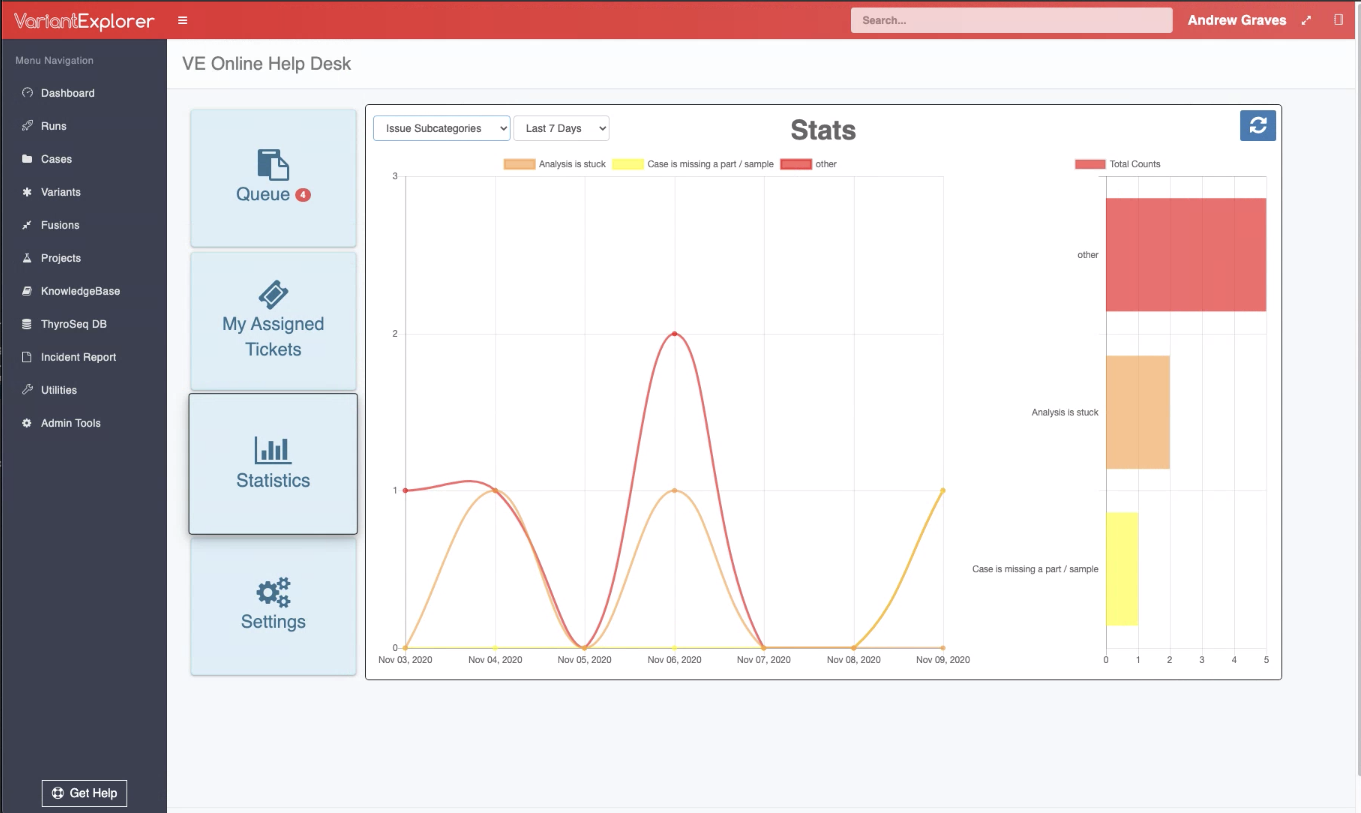 VariantExplorer
Search...
Andrew Graves
Menu Navigation
Dashboard
Runs
Cases
Variants
Fusions
Projects
KnowledgeBase
ThyroSeq DB
Incident Report
Utilities
Admin Tools
Get Help
VE Online Help Desk
Queue 4
My Assigned
Tickets
Statistics
Settings
Issue Subcategories
Last 7 Days
Stats
Analysis is stuck
Case is missing a part / sample
other
3
2
1
0
Nov 03, 2020
Nov 04, 2020
Nov 05, 2020
Nov 06, 2020
Nov 07, 2020
Nov 08, 2020
Nov 09, 2020
Total Counts
other
Analysis is stuck
Case is missing a part / sample
0 1 2 3 4 5